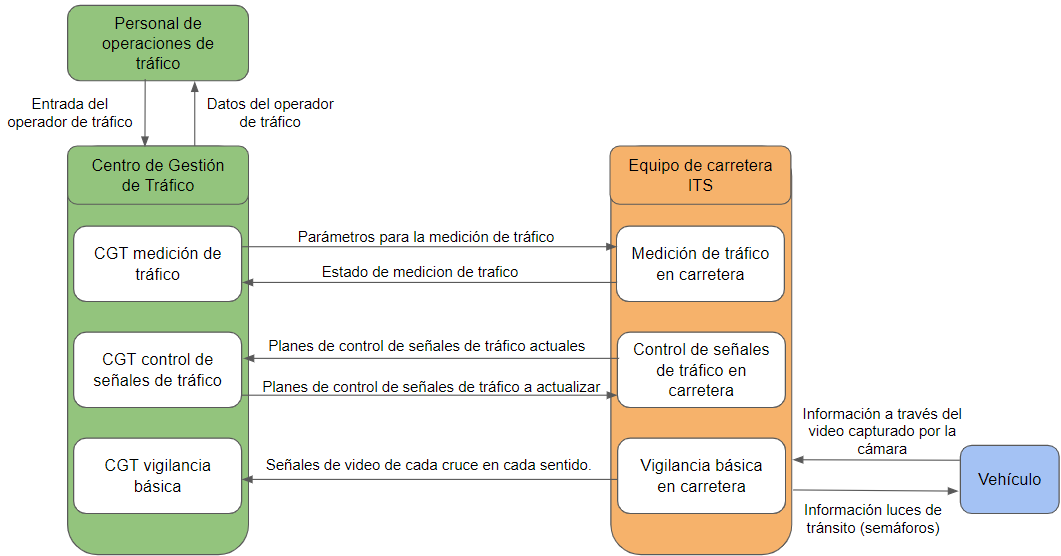 Personal de
operaciones de
tráfico
Entrada del
operador de tráfico
Datos del operador
de tráfico
Centro de Gestión
de Tráfico
Equipo de carretera
ITS
CGT medición de
tráfico
Parámetros para la medición de tráfico
Estado de medicion de trafico
Medición de tráfico
en carretera
CGT control de
señales de tráfico
Planes de control de señales de tráfico actuales
Planes de control de señales de tráfico a actualizar
Control de señales
de tráfico en
carretera
CGT vigilancia
básica
Señales de video de cada cruce en cada sentido.
Vigilancia básica
en carretera
Información a través del
video capturado por la
cámara
Información luces de
tránsito (semáforos)
Vehículo